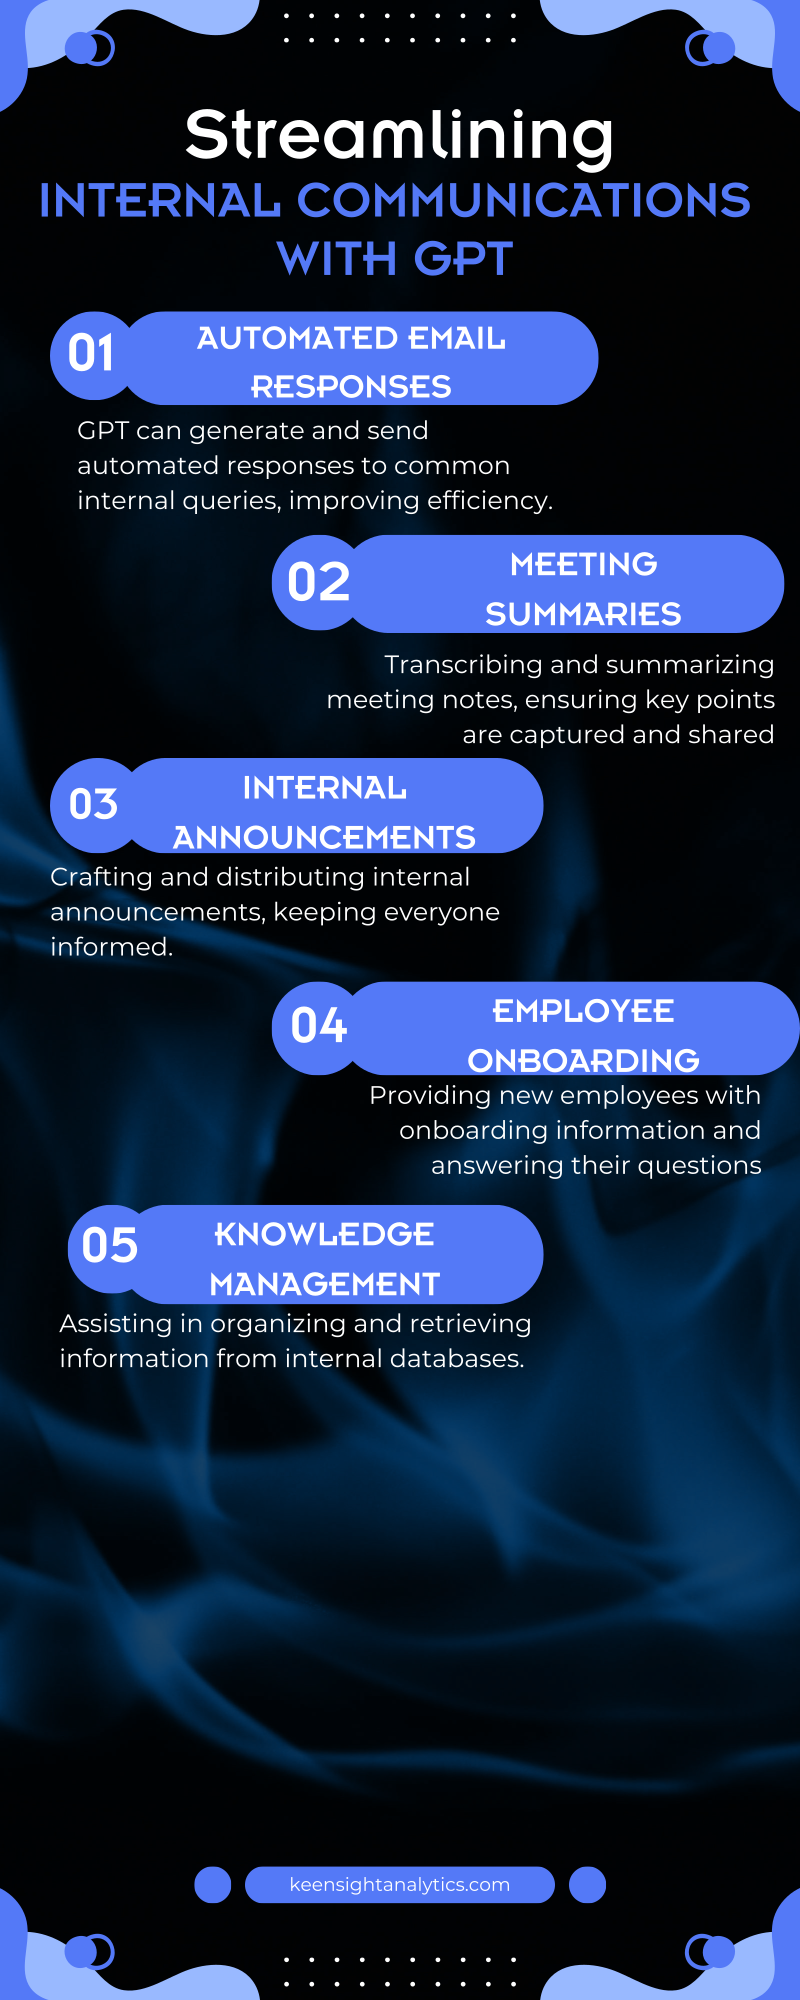 Streamlining
INTERNAL COMMUNICATIONS
WITH GPT
01
AUTOMATED EMAIL
RESPONSES
GPT can generate and send
automated responses to common
internal queries, improving efficiency.
02
MEETING
SUMMARIES
Transcribing and summarizing
meeting notes, ensuring key points
are captured and shared
03
INTERNAL
ANNOUNCEMENTS
Crafting and distributing internal
announcements, keeping everyone
informed.
04
EMPLOYEE
ONBOARDING
Providing new employees with
onboarding information and
answering their questions
05
KNOWLEDGE
MANAGEMENT
Assisting in organizing and retrieving
information from internal databases.
keensightanalytics.com